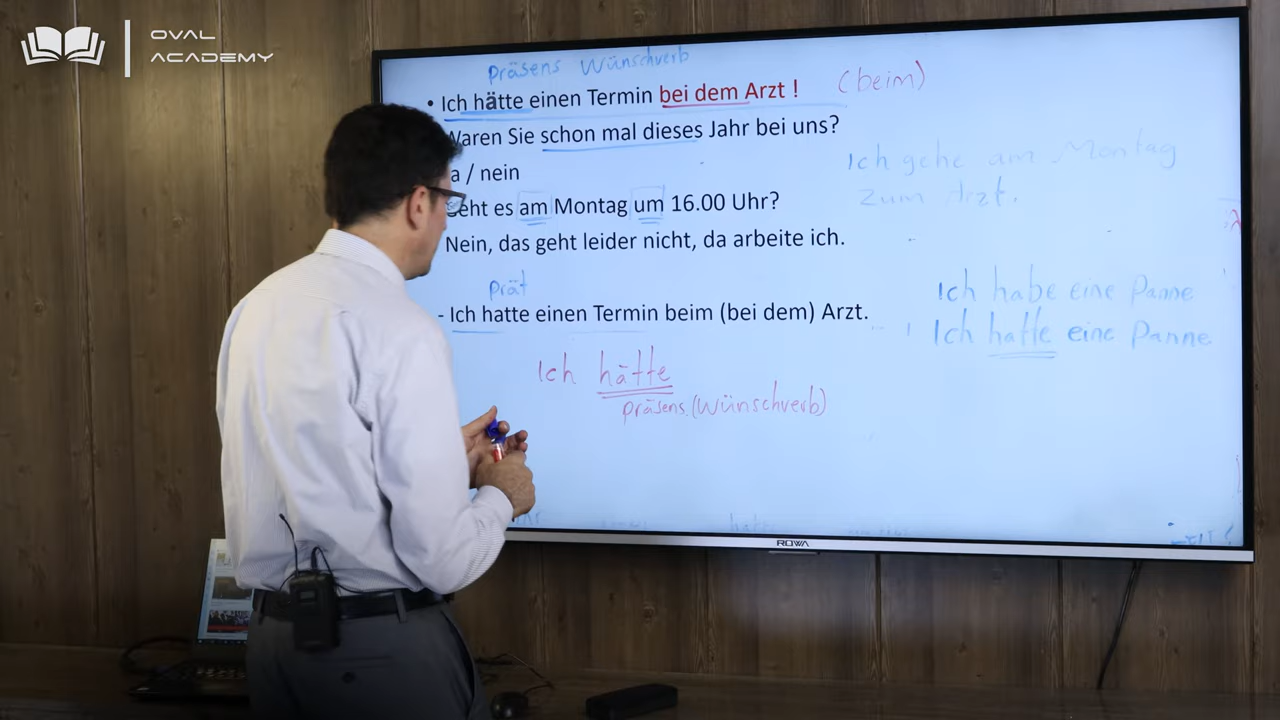 OVAL
ACADEMY
Präsens Wünschverb
• Ich hätte einen Termin bei dem Arzt ! (beim)
Waren Sie schon mal dieses Jahr bei uns?
a / nein
Geht es am Montag um 16.00 Uhr?
Nein, das geht leider nicht, da arbeite ich.
Ich gehe am Montag
zum Arzt.
Prät
- Ich hatte einen Termin beim (bei dem) Arzt.
Ich habe eine Panne
Ich hatte eine Panne.
Ich hätte
präsens. (Wünschverb)
ROWA